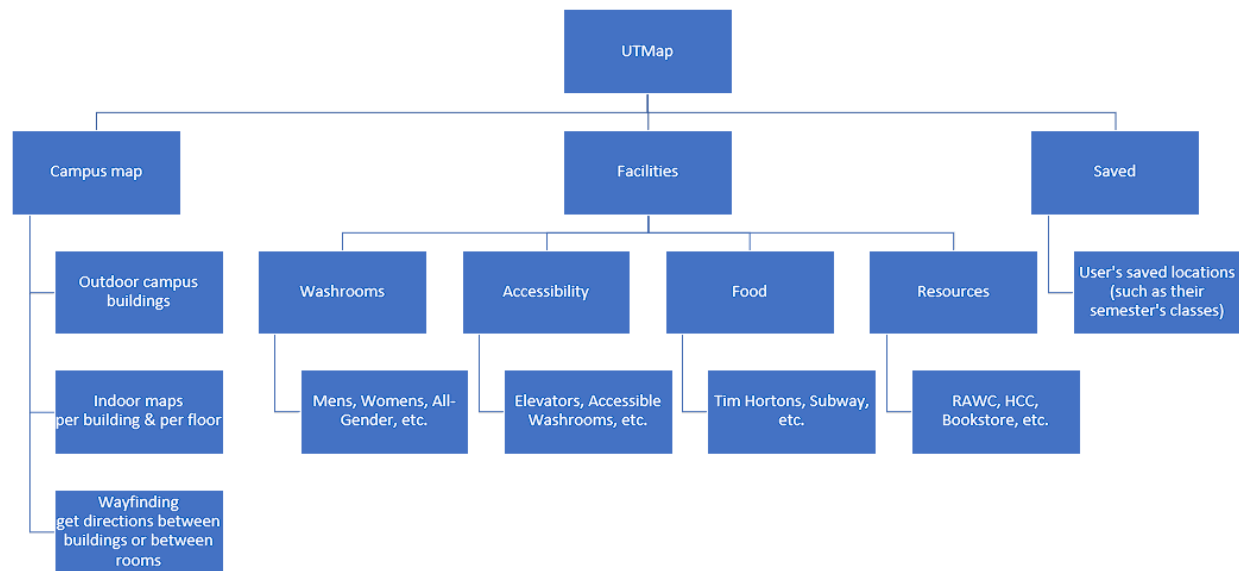 UTMap
Campus map
Facilities
Saved
Outdoor campus
buildings
Washrooms
Accessibility
Food
Resources
User's saved locations
(such as their
semester's classes)
Indoor maps
per building & per floor
Mens, Womens, All-
Gender, etc.
Elevators, Accessible
Washrooms, etc.
Tim Hortons, Subway,
etc.
RAWC, HCC,
Bookstore, etc.
Wayfinding
get directions between
buildings or between
rooms